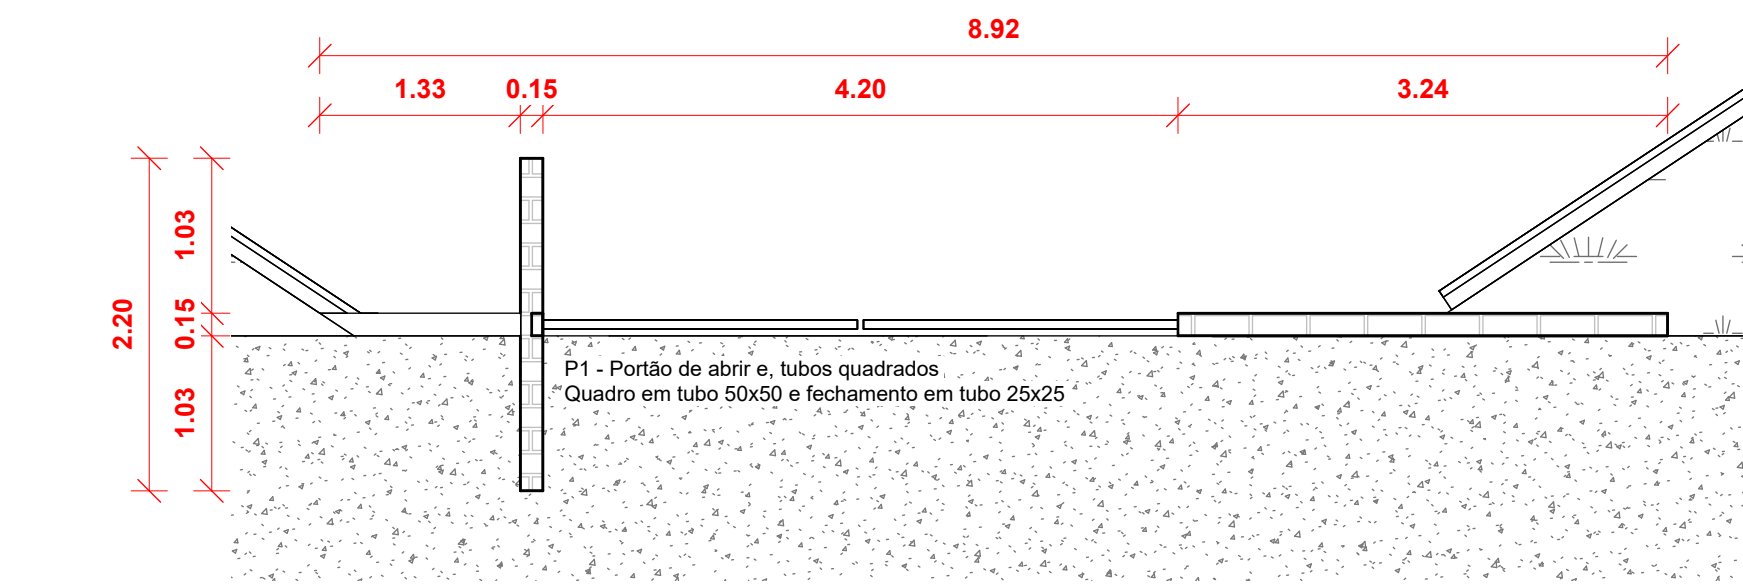 8.92
1.33 0.15 4.20 3.24
1.03
2.20
0.15
1.03
P1 - Portão de abrir e, tubos quadrados
Quadro em tubo 50x50 e fechamento em tubo 25x25